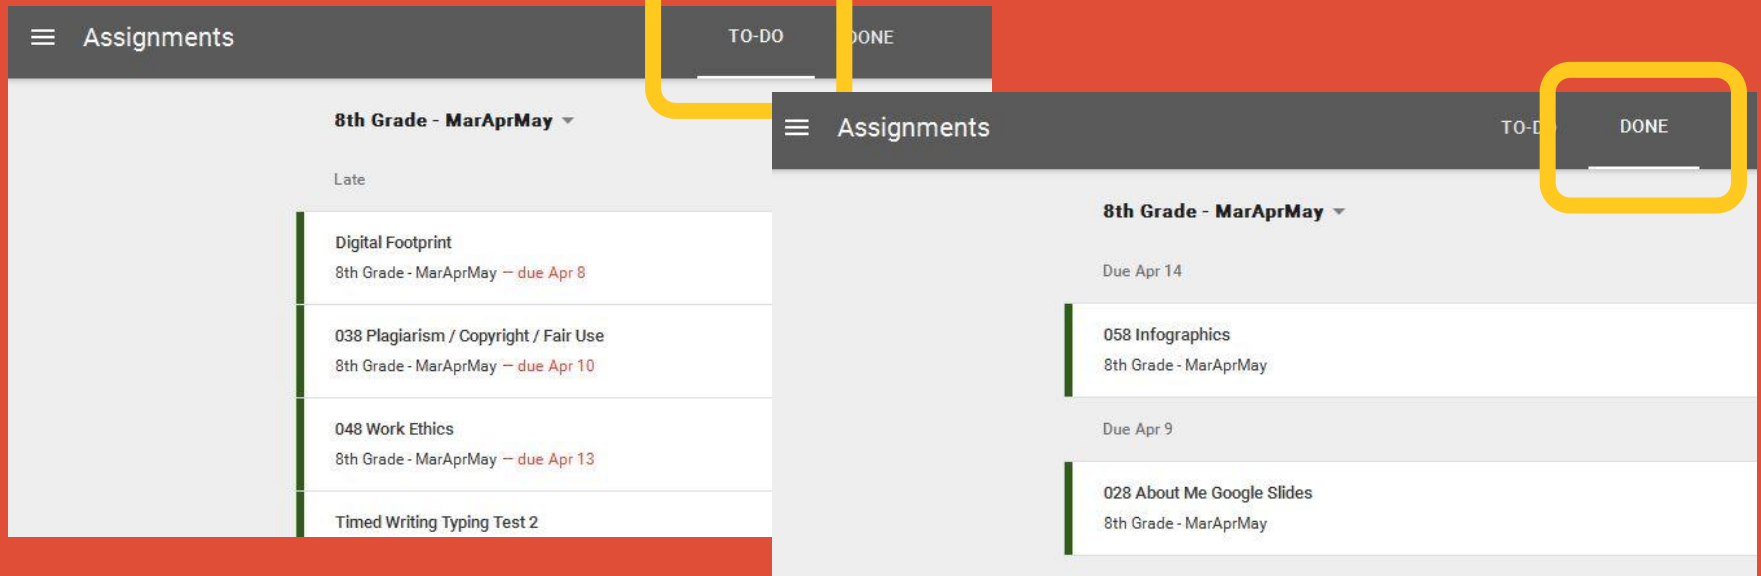 Assignments
TO-DO
DONE
8th Grade - MarAprMay
Late
Digital Footprint
8th Grade - MarAprMay — due Apr 8
038 Plagiarism / Copyright / Fair Use
8th Grade - MarAprMay — due Apr 10
048 Work Ethics
8th Grade - MarAprMay — due Apr 13
Timed Writing Typing Test 2
Assignments
TO-DO
DONE
8th Grade - MarAprMay
Due Apr 14
058 Infographics
8th Grade - MarAprMay
Due Apr 9
028 About Me Google Slides
8th Grade - MarAprMay